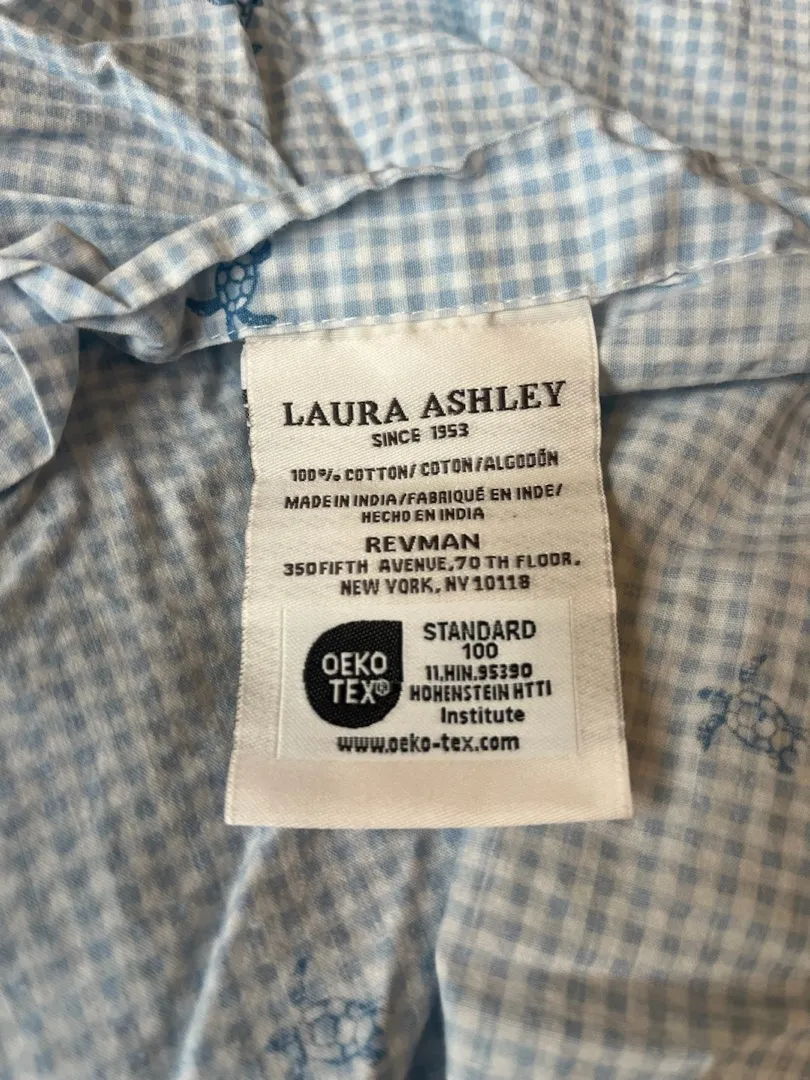 LAURA ASHLEY
SINCE 1953
100% COTTON/COTON/ALGODÓN
MADE IN INDIA/FABRIQUÉ EN INDE/
HECHO EN INDIA
REVMAN
350 FIFTH AVENUE,70 TH FLOOR,
NEW YORK, NY 10118
OEKO
TEX®
STANDARD
100
11.HIN.95390
HOHENSTEIN HTTI
Institute
www.oeko-tex.com